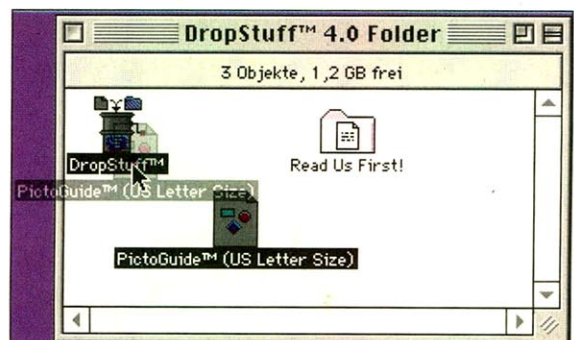 DropStuff™ 4.0 Folder
3 Objekte, 1,2 GB frei
DropStuff™
Read Us First!
PictoGuide™ (US Letter Size)
PictoGuide™ (US Letter Size)